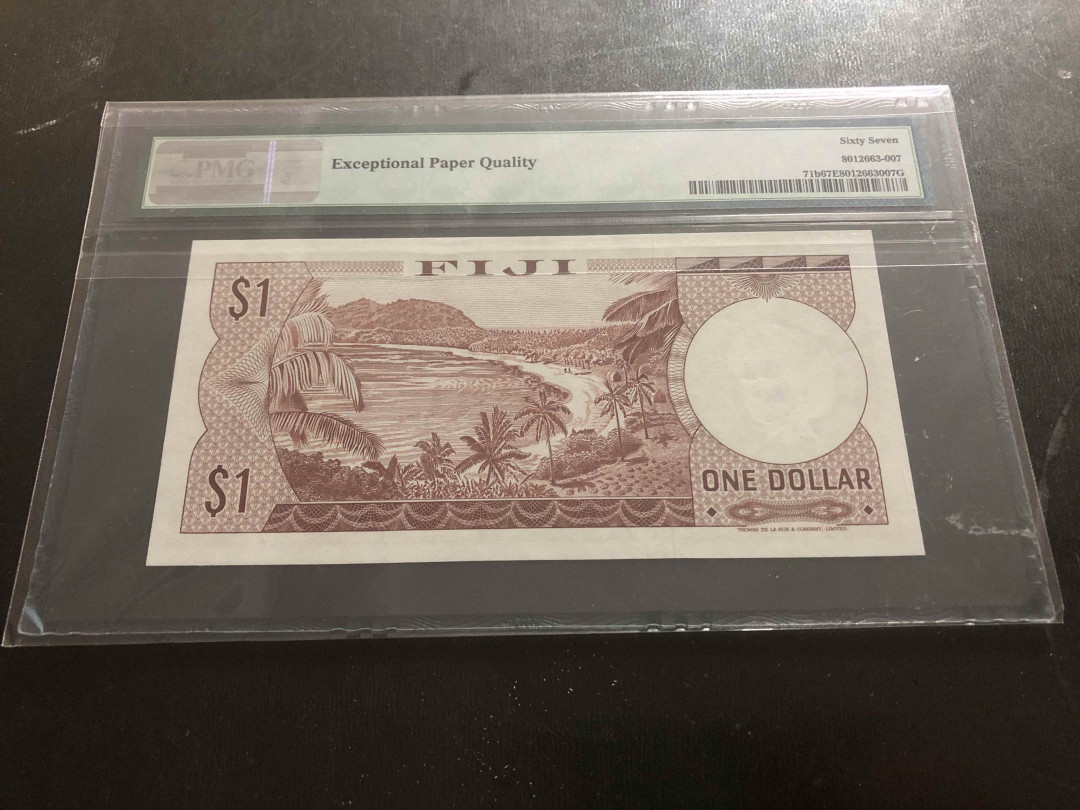 PMG
Exceptional Paper Quality
Sixty Seven
8012663-007
71b67E8012663007G
FIJI
$1
$1
ONE DOLLAR
THOMAS DE LA RUE & COMPANY, LIMITED.